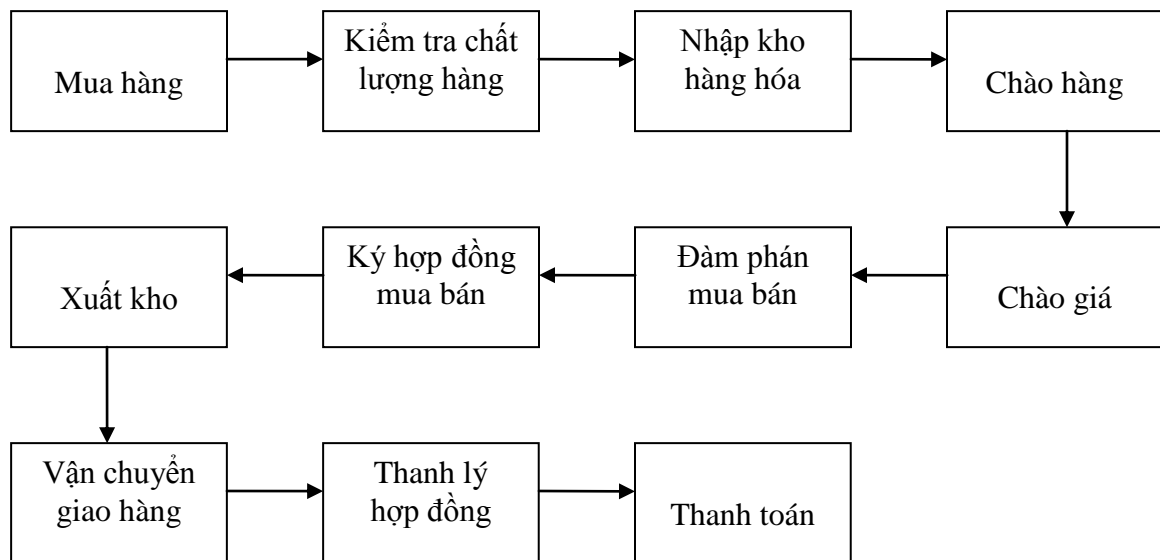 Mua hàng
Kiểm tra chất
lượng hàng
Nhập kho
hàng hóa
Chào hàng
Chào giá
Đàm phán
mua bán
Ký hợp đồng
mua bán
Xuất kho
Vận chuyển
giao hàng
Thanh lý
hợp đồng
Thanh toán